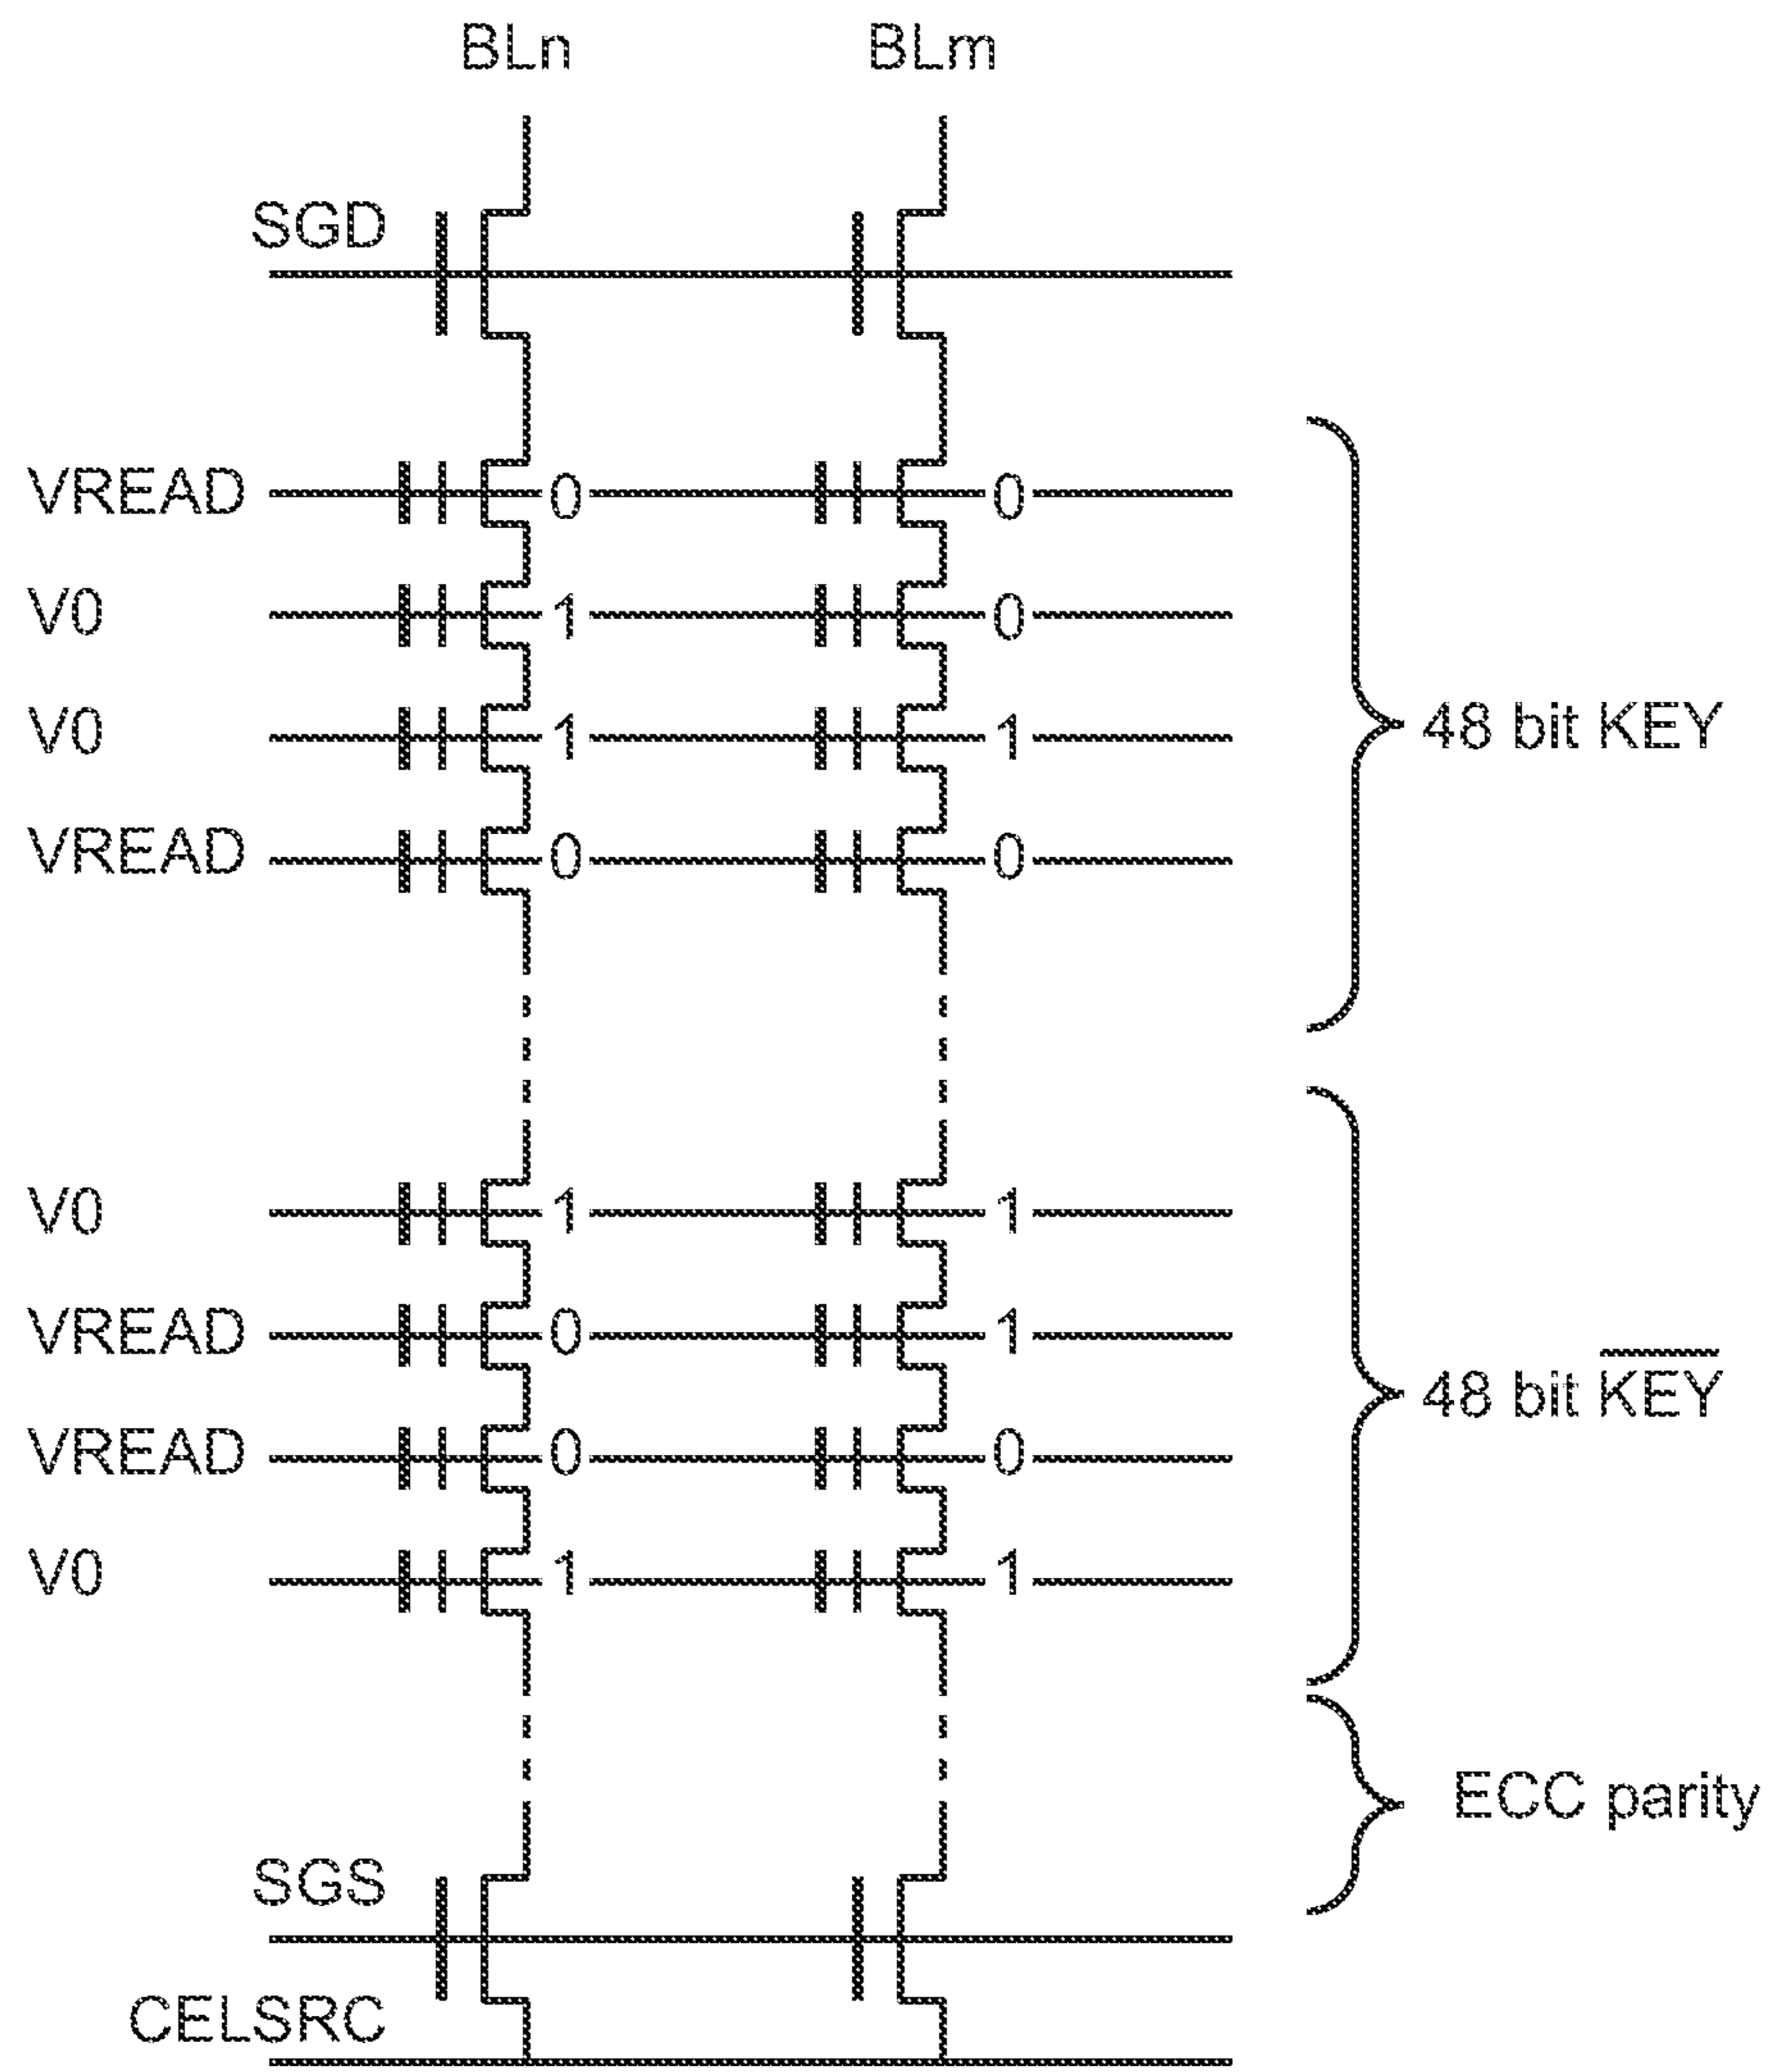 BLn BLm
SGD
VREAD 0 0
V0 1 0
V0 1 1 48 bit KEY
VREAD 0 0
V0 1 1
VREAD 0 1
48 bit K̅E̅Y̅
VREAD 0 0
V0 1 1
ECC parity
SGS
CELSRC